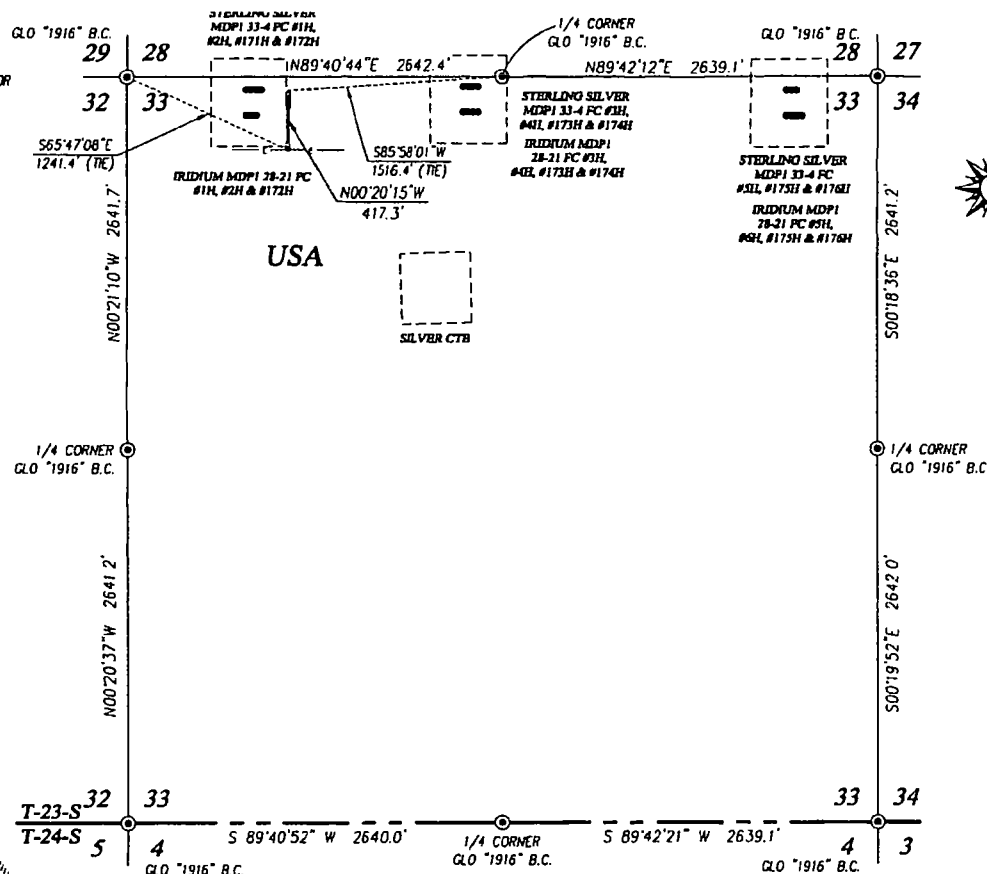 STERLING SILVER
MDP1 33-4 FC #1H,
#2H, #171H & #172H
GLO "1916" B.C.
1/4 CORNER
GLO "1916" B.C.
GLO "1916" B.C.
29 28
28 27
N89°40'44"E 2642.4'
N89°42'12"E 2639.1'
OR
32 33
33 34
STERLING SILVER
MDP1 33-4 FC #3H,
#4H, #173H & #174H
IRIDIUM MDP1
28-21 FC #3H,
#4H, #173H & #174H
S65°47'08"E
1241.4' (TIE)
S85°58'01"W
1516.4' (TIE)
STERLING SILVER
MDP1 33-4 FC
#5H, #175H & #176H
IRIDIUM MDP1
28-21 FC #5H,
#6H, #175H & #176H
IRIDIUM MDP1 28-21 FC
#1H, #2H & #172H
N00°20'15"W
417.3'
N00°21'10"W 2641.7'
S00°18'36"E 2641.2'
USA
SILVER CTB
1/4 CORNER
GLO "1916" B.C.
1/4 CORNER
GLO "1916" B.C
N00°20'37"W 2641.2'
S00°19'52"E 2642.0'
T-23-S 32 33
33 34
T-24-S 5 4
S 89°40'52" W 2640.0'
1/4 CORNER
GLO "1916" B.C.
S 89°42'21" W 2639.1'
4 3
GLO "1916" B.C.
GLO "1916" B.C.